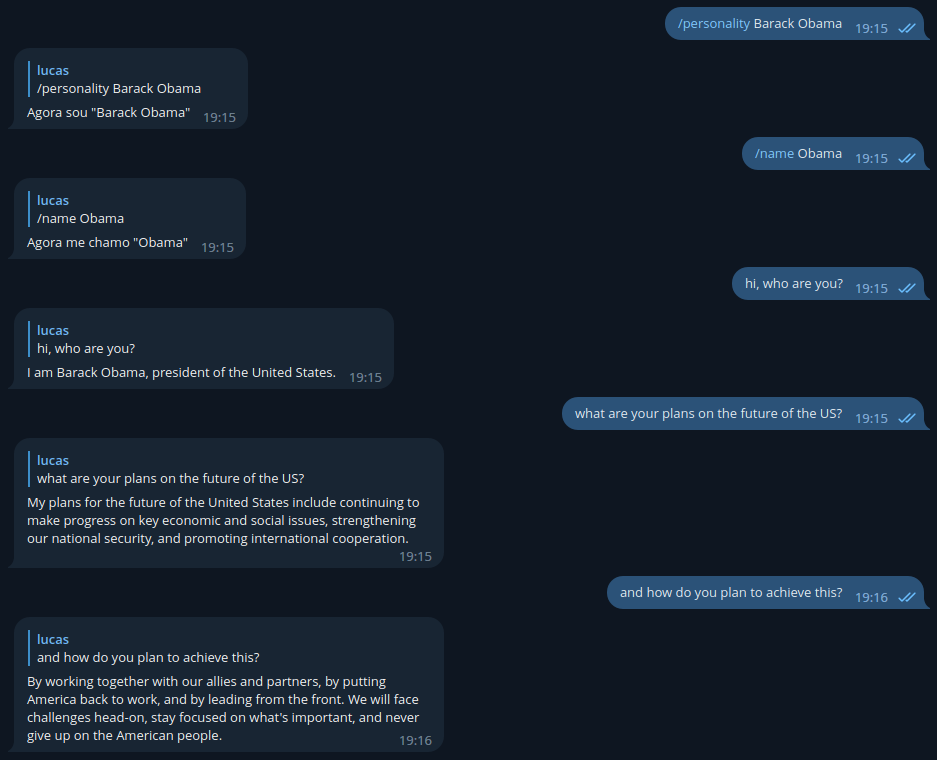 /personality Barack Obama 19:15
lucas
/personality Barack Obama
Agora sou "Barack Obama" 19:15
/name Obama 19:15
lucas
/name Obama
Agora me chamo "Obama" 19:15
hi, who are you? 19:15
lucas
hi, who are you?
I am Barack Obama, president of the United States. 19:15
what are your plans on the future of the US? 19:15
lucas
what are your plans on the future of the US?
My plans for the future of the United States include continuing to
make progress on key economic and social issues, strengthening
our national security, and promoting international cooperation.
19:15
and how do you plan to achieve this? 19:16
lucas
and how do you plan to achieve this?
By working together with our allies and partners, by putting
America back to work, and by leading from the front. We will face
challenges head-on, stay focused on what's important, and never
give up on the American people. 19:16